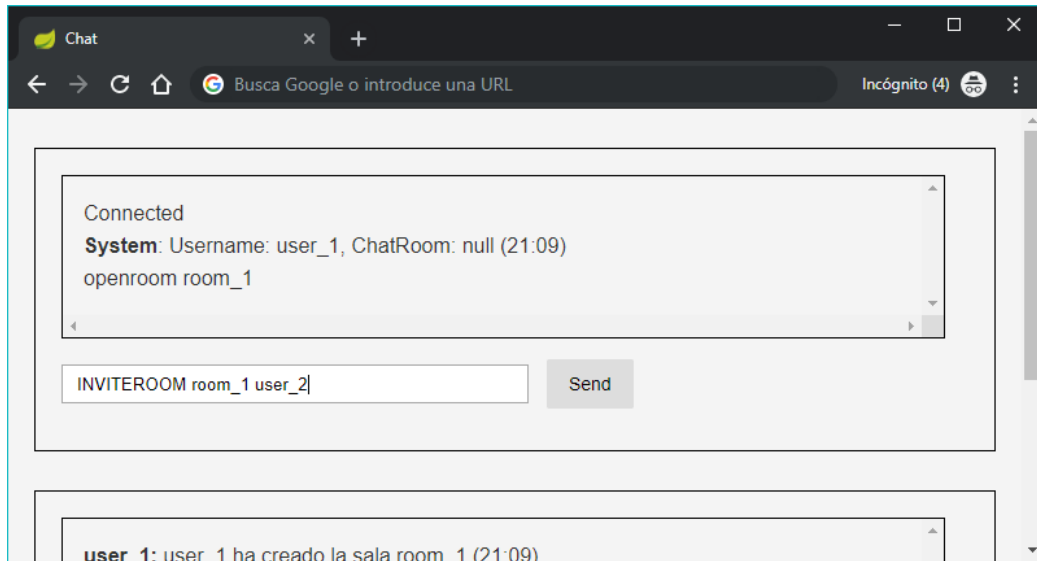 Chat
Busca Google o introduce una URL
Incógnito (4)
Connected
System: Username: user_1, ChatRoom: null (21:09)
openroom room_1
INVITEROOM room_1 user_2
Send
user_1: user_1 ha creado la sala room_1 (21:09)